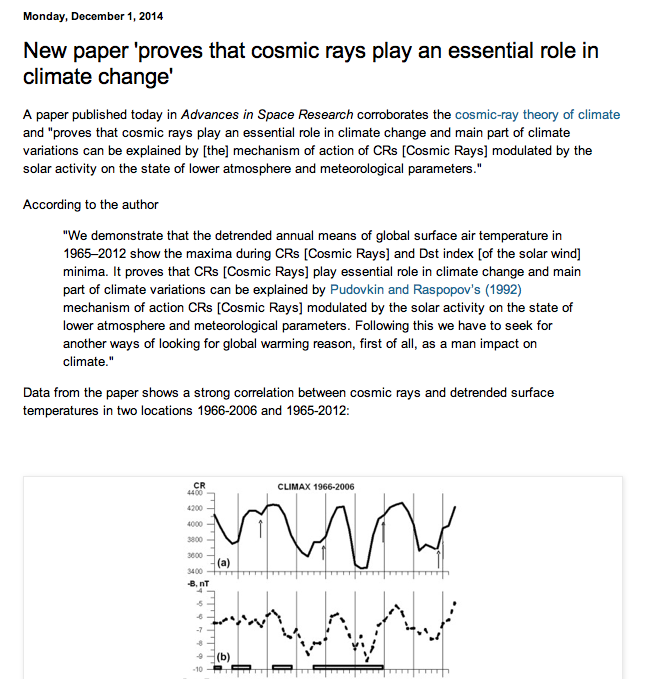 Monday, December 1, 2014
New paper 'proves that cosmic rays play an essential role in
climate change'
A paper published today in Advances in Space Research corroborates the cosmic-ray theory of climate
and "proves that cosmic rays play an essential role in climate change and main part of climate
variations can be explained by [the] mechanism of action of CRs [Cosmic Rays] modulated by the
solar activity on the state of lower atmosphere and meteorological parameters."
According to the author
"We demonstrate that the detrended annual means of global surface air temperature in
1965–2012 show the maxima during CRs [Cosmic Rays] and Dst index [of the solar wind]
minima. It proves that CRs [Cosmic Rays] play essential role in climate change and main
part of climate variations can be explained by Pudovkin and Raspopov's (1992)
mechanism of action CRs [Cosmic Rays] modulated by the solar activity on the state of
lower atmosphere and meteorological parameters. Following this we have to seek for
another ways of looking for global warming reason, first of all, as a man impact on
climate."
Data from the paper shows a strong correlation between cosmic rays and detrended surface
temperatures in two locations 1966-2006 and 1965-2012:
CR CLIMAX 1966-2006
4400
4200
4000
3800
3600
3400 (a)
-B, nT
-4
-5
-6
-7
-8
-9 (b)
-10